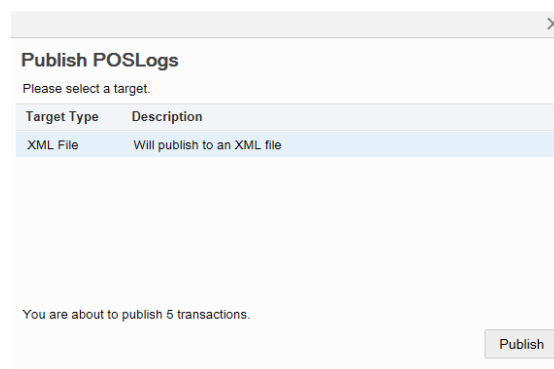 Publish POSLogs
Please select a target.
Target Type Description
XML File Will publish to an XML file
You are about to publish 5 transactions.
Publish